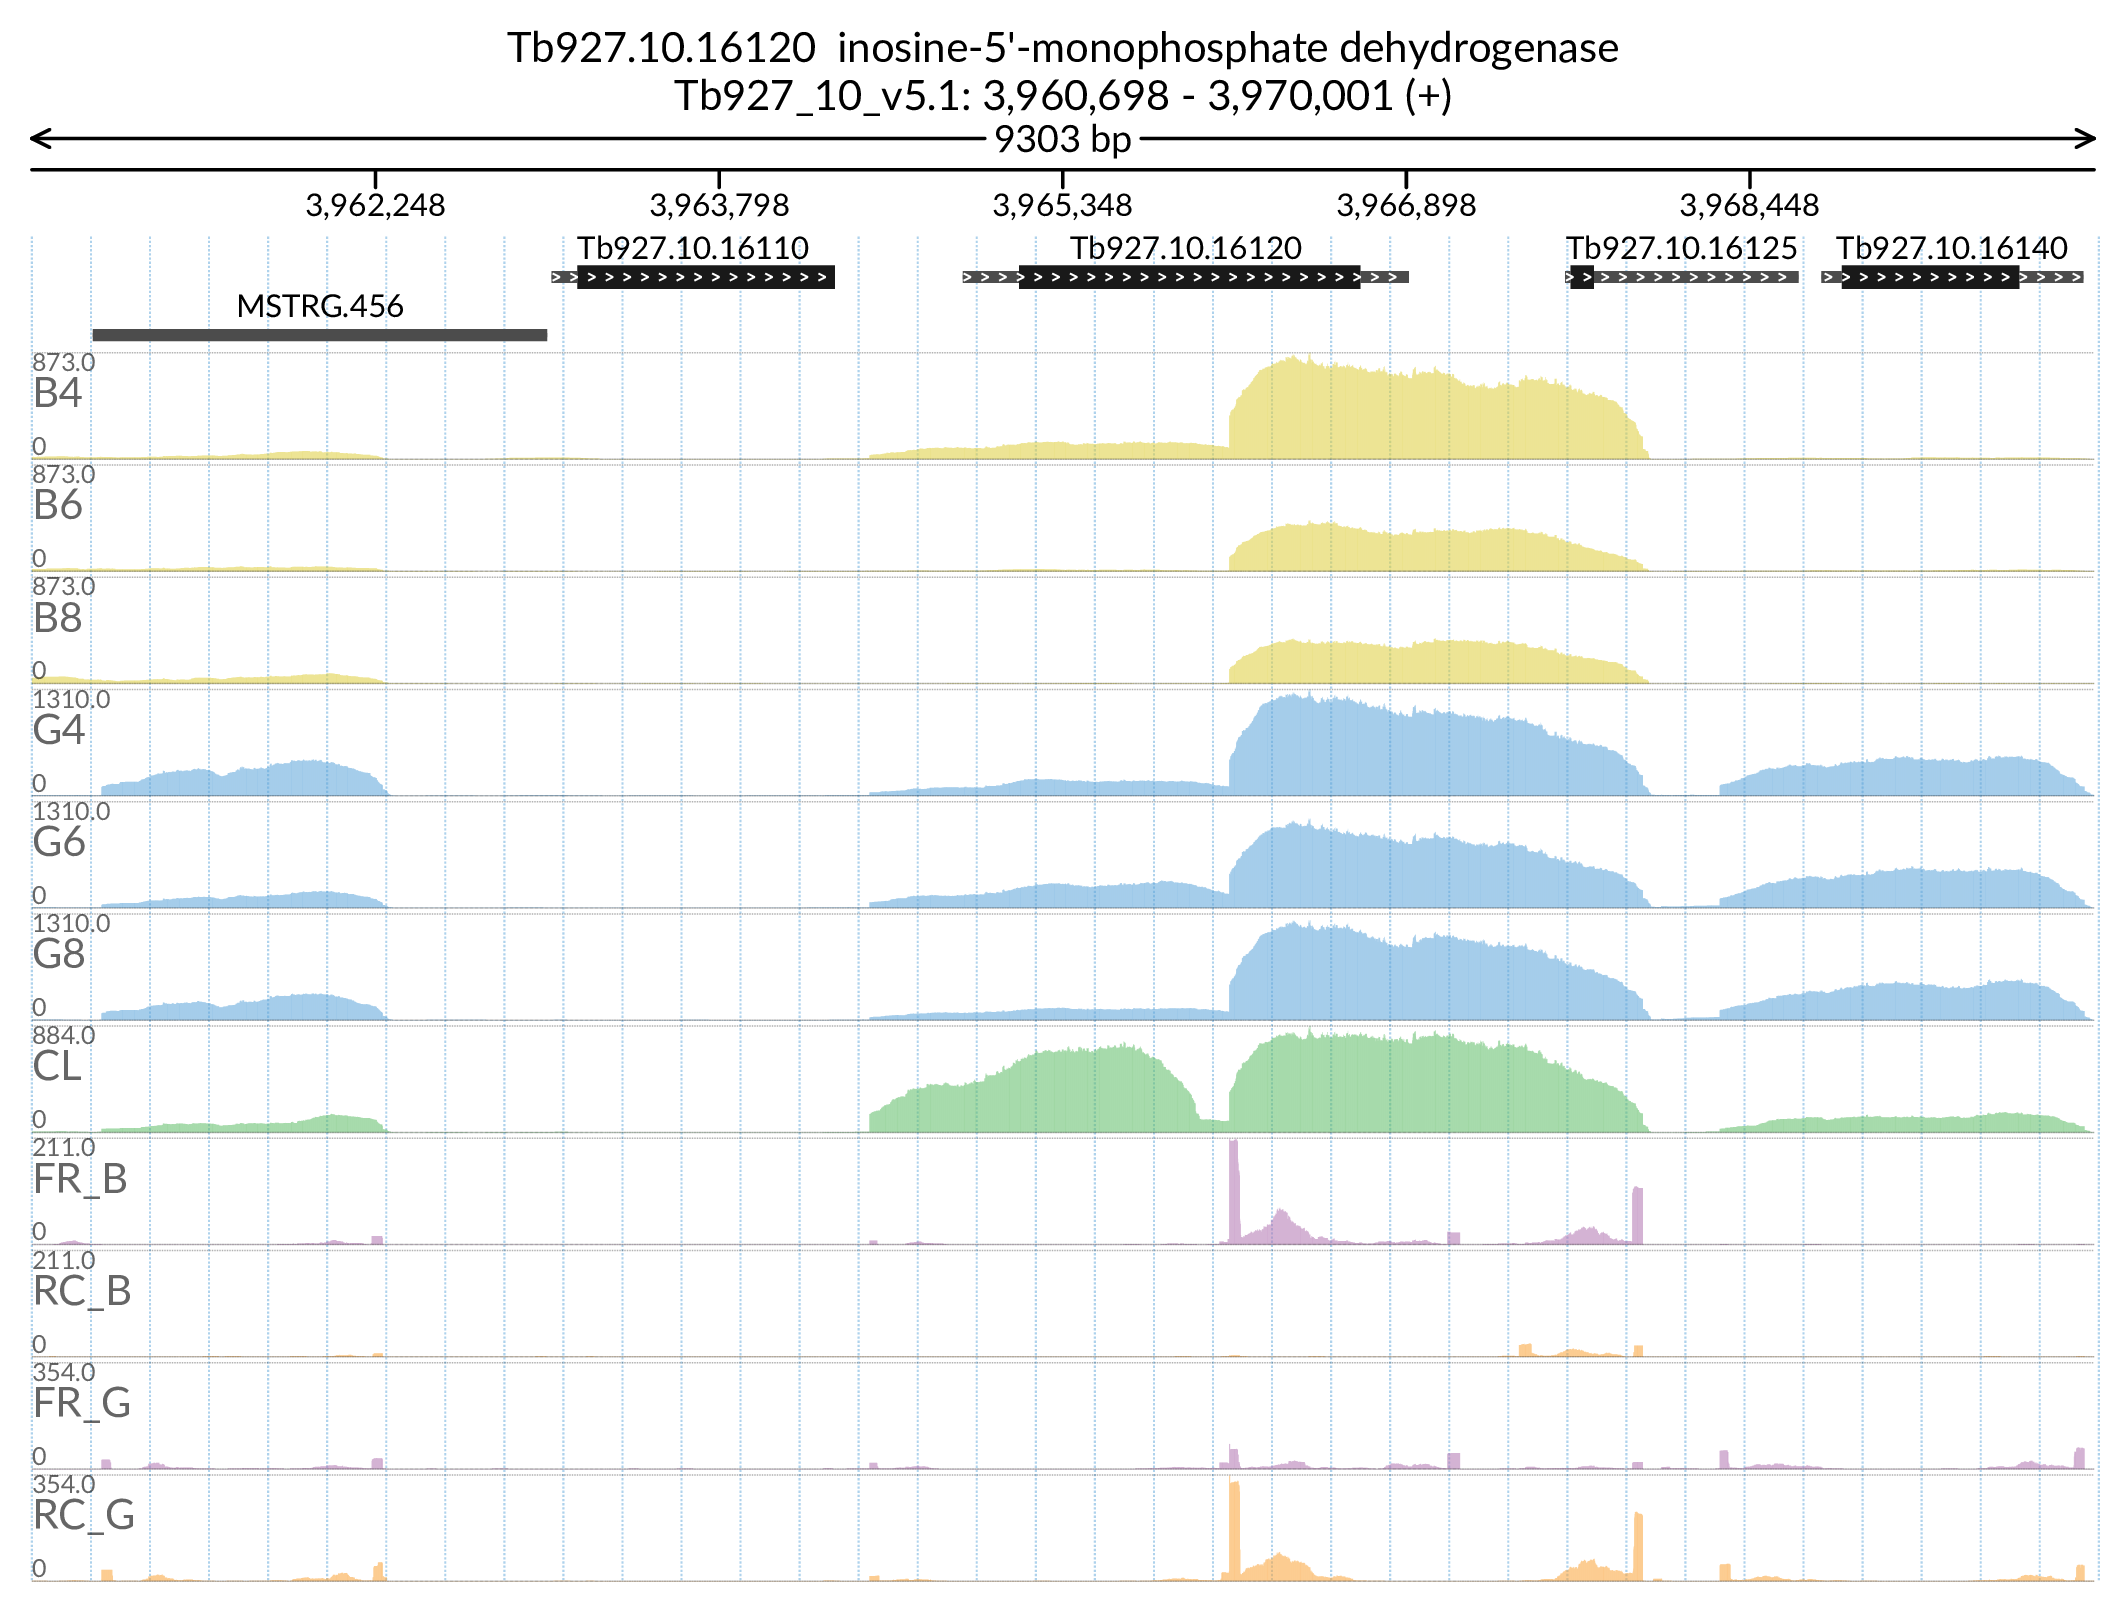 Tb927.10.16120 inosine-5'-monophosphate dehydrogenase
Tb927_10_v5.1: 3,960,698 - 3,970,001 (+)
9303 bp
3,962,248 3,963,798 3,965,348 3,966,898 3,968,448
Tb927.10.16110 Tb927.10.16120 Tb927.10.16125 Tb927.10.16140
MSTRG.456
873.0
B4
0
873.0
B6
0
873.0
B8
0
1310.0
G4
0
1310.0
G6
0
1310.0
G8
0
884.0
CL
0
211.0
FR_B
0
211.0
RC_B
0
354.0
FR_G
0
354.0
RC_G
0